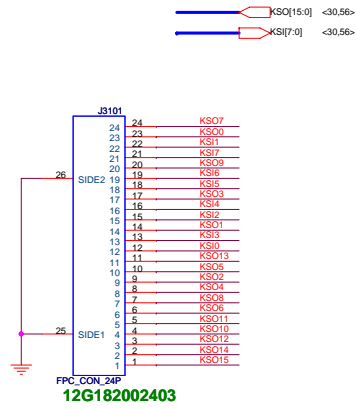 KSO[15:0] <30,56>
KSI[7:0] <30,56>
J3101
24 24 KSO7
23 23 KSO0
22 22 KSI1
21 21 KSI7
20 20 KSO9
26 SIDE2 19 19 KSI6
18 18 KSI5
17 17 KSO3
16 16 KSI4
15 15 KSI2
14 14 KSO1
13 13 KSI3
12 12 KSI0
11 11 KSO13
10 10 KSO5
9 9 KSO2
8 8 KSO4
7 7 KSO8
6 6 KSO6
5 5 KSO11
25 SIDE1 4 4 KSO10
3 3 KSO12
2 2 KSO14
1 1 KSO15
FPC_CON_24P
12G182002403